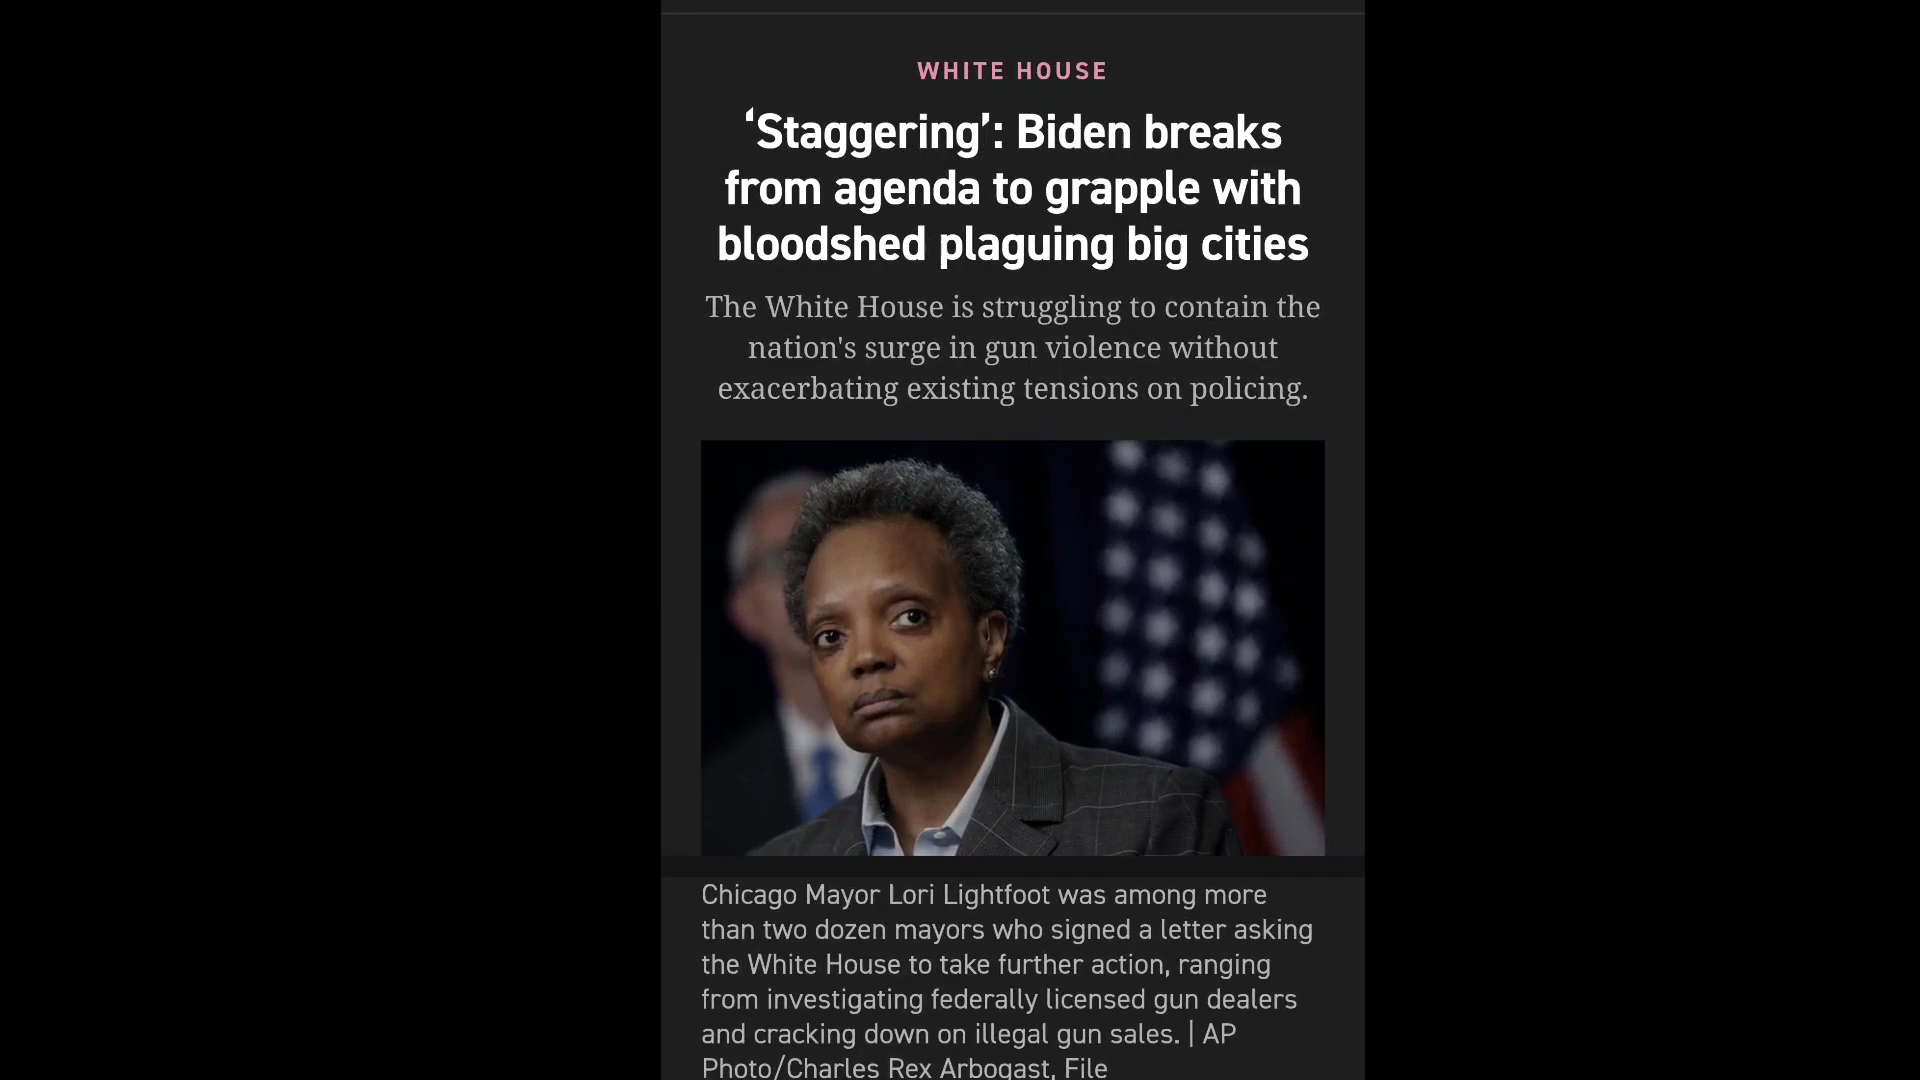 WHITE HOUSE
‘Staggering’: Biden breaks
from agenda to grapple with
bloodshed plaguing big cities
The White House is struggling to contain the
nation's surge in gun violence without
exacerbating existing tensions on policing.
Chicago Mayor Lori Lightfoot was among more
than two dozen mayors who signed a letter asking
the White House to take further action, ranging
from investigating federally licensed gun dealers
and cracking down on illegal gun sales. | AP
Photo/Charles Rex Arbogast, File